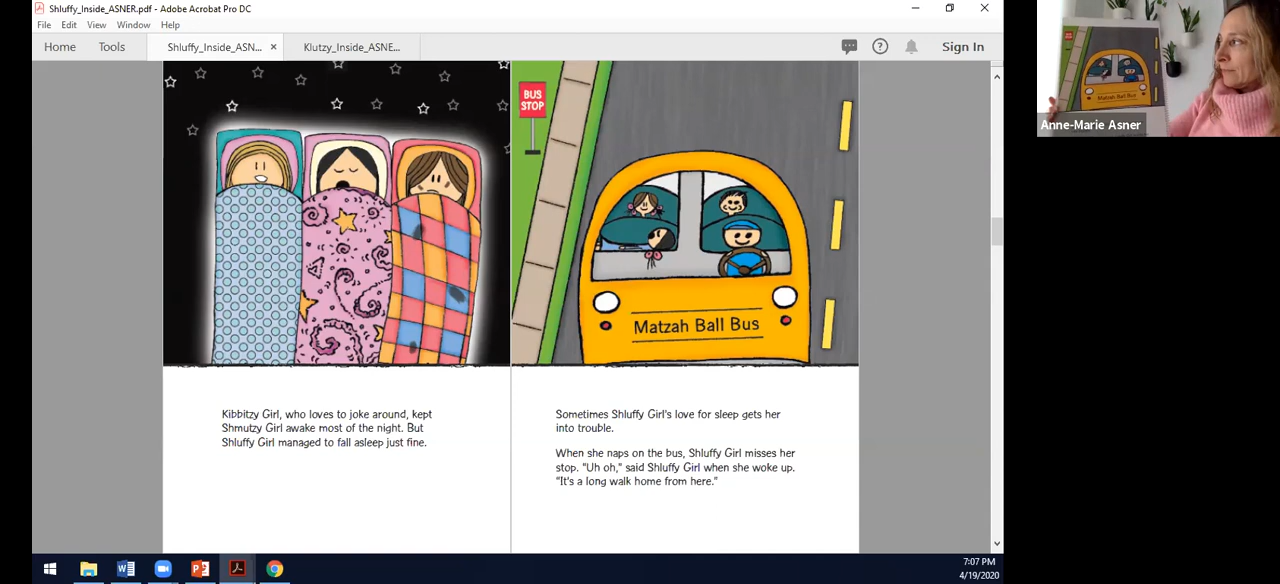 Shluffy_Inside_ASNER.pdf - Adobe Acrobat Pro DC
File Edit View Window Help
Home Tools Shluffy_Inside_ASN... × Klutzy_Inside_ASNE... Sign In
BUS
STOP
Matzah Ball Bus
Kibbitzy Girl, who loves to joke around, kept
Shmutzy Girl awake most of the night. But
Shluffy Girl managed to fall asleep just fine.
Sometimes Shluffy Girl's love for sleep gets her
into trouble.
When she naps on the bus, Shluffy Girl misses her
stop. "Uh oh," said Shluffy Girl when she woke up.
"It's a long walk home from here."
Matzah Ball Bus
Anne-Marie Asner
7:07 PM
4/19/2020